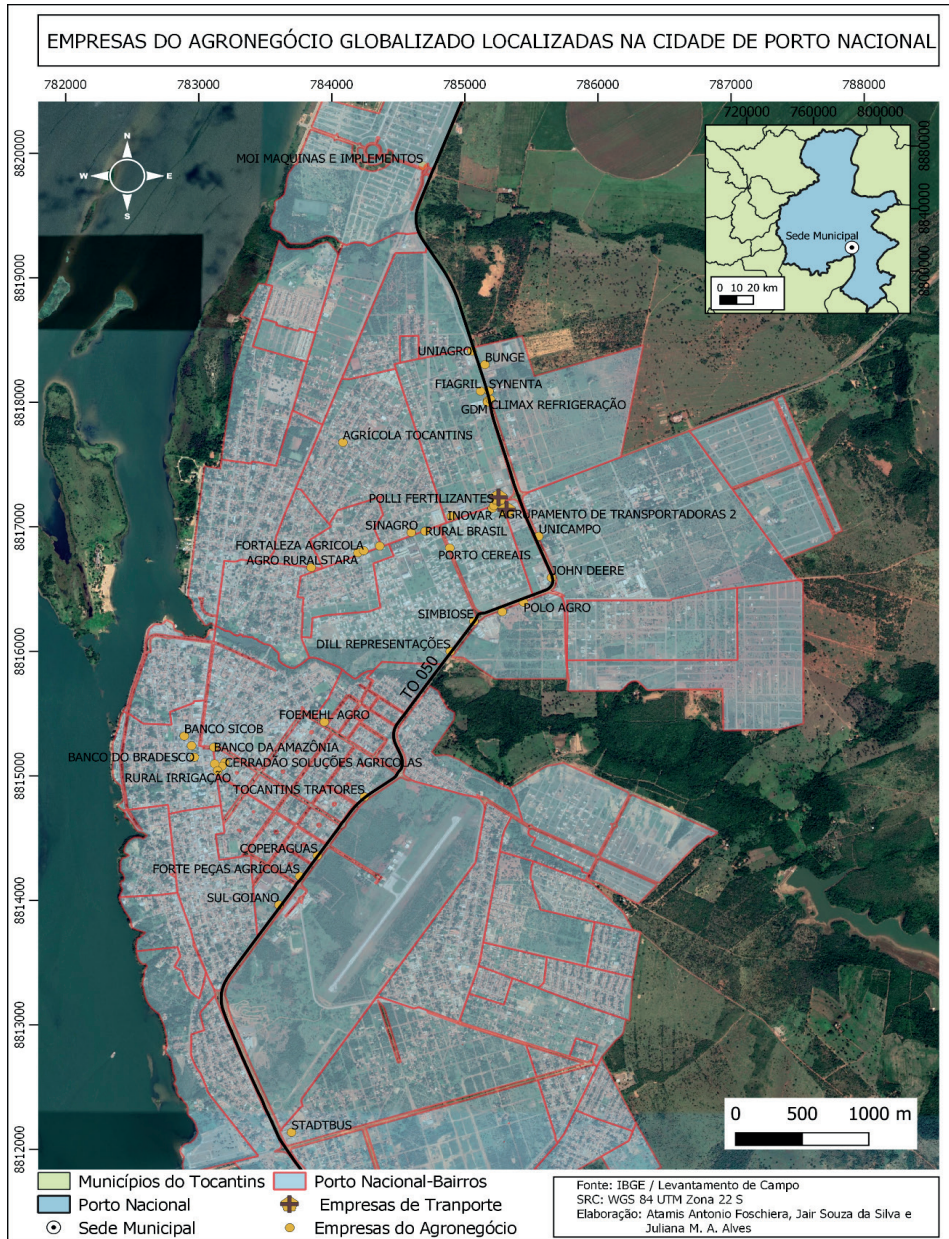 EMPRESAS DO AGRONEGÓCIO GLOBALIZADO LOCALIZADAS NA CIDADE DE PORTO NACIONAL
782000 783000 784000 785000 786000 787000 788000
720000 760000 800000
8820000
8819000
8818000
8817000
8816000
8815000
8814000
8813000
8812000
8880000
8840000
8800000
N
W E
S
Sede Municipal
0 10 20 km
MOI MAQUINAS E IMPLEMENTOS
UNIAGRO
BUNGE
FIAGRIL SYNENTA
GDM CLIMAX REFRIGERAÇÃO
AGRÍCOLA TOCANTINS
POLLI FERTILIZANTES
INOVAR AGRUPAMENTO DE TRANSPORTADORAS 2
SINAGRO RURAL BRASIL UNICAMPO
FORTALEZA AGRICOLA
PORTO CEREAIS
AGRO RURALSTARA
JOHN DEERE
SIMBIOSE POLO AGRO
DILL REPRESENTAÇÕES
TO 050
FOEMEHL AGRO
BANCO SICOB
BANCO DO BRADESCO BANCO DA AMAZÔNIA
CERRADÃO SOLUÇÕES AGRICOLAS
RURAL IRRIGAÇÃO
TOCANTINS TRATORES
COPERAGUAS
FORTE PEÇAS AGRÍCOLAS
SUL GOIANO
STADTBUS
0 500 1000 m
Municípios do Tocantins
Porto Nacional
Sede Municipal
Porto Nacional-Bairros
Empresas de Tranporte
Empresas do Agronegócio
Fonte: IBGE / Levantamento de Campo
SRC: WGS 84 UTM Zona 22 S
Elaboração: Atamis Antonio Foschiera, Jair Souza da Silva e
Juliana M. A. Alves